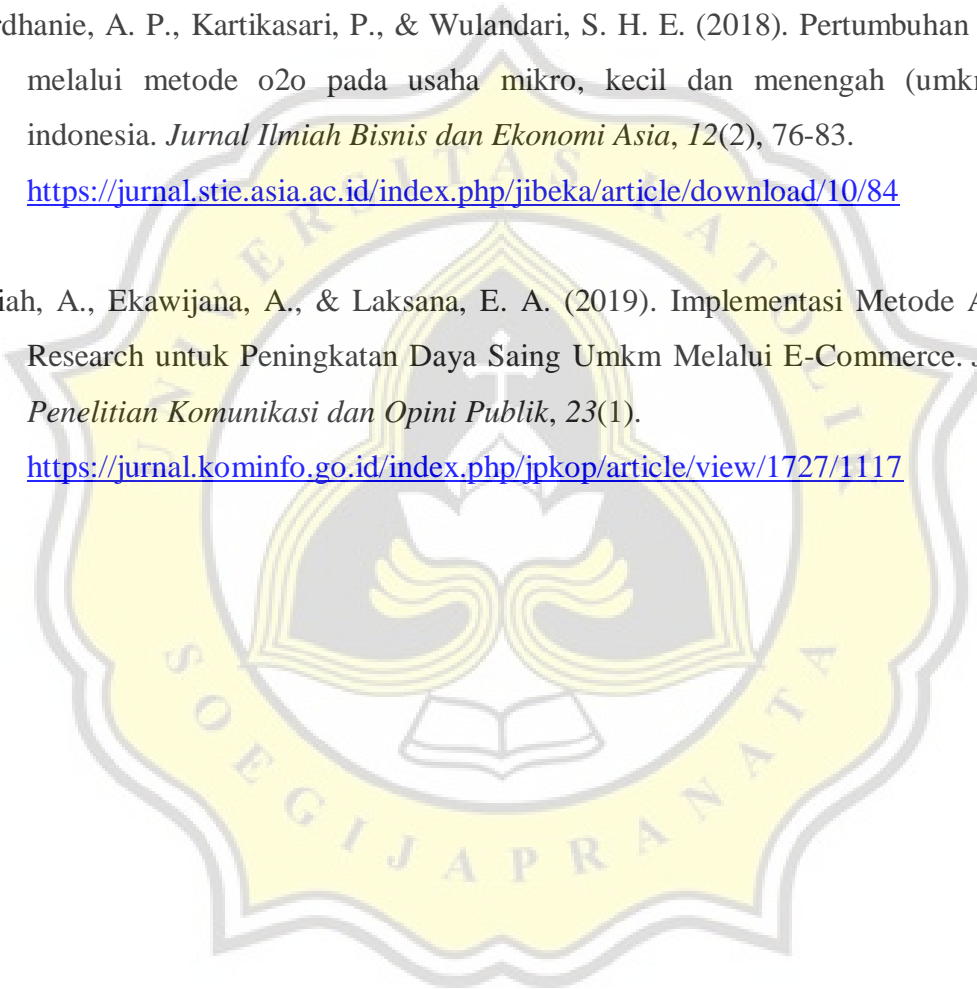 rdhanie, A. P., Kartikasari, P., & Wulandari, S. H. E. (2018). Pertumbuhan
melalui metode o2o pada usaha mikro, kecil dan menengah (umk
indonesia. Jurnal Ilmiah Bisnis dan Ekonomi Asia, 12(2), 76-83.
https://jurnal.stie.asia.ac.id/index.php/jibeka/article/download/10/84
iah, A., Ekawijana, A., & Laksana, E. A. (2019). Implementasi Metode A
Research untuk Peningkatan Daya Saing Umkm Melalui E-Commerce. J
Penelitian Komunikasi dan Opini Publik, 23(1).
https://jurnal.kominfo.go.id/index.php/jpkop/article/view/1727/1117
UNIVERSITAS KATOLIK
SOEGIJAPRANATA